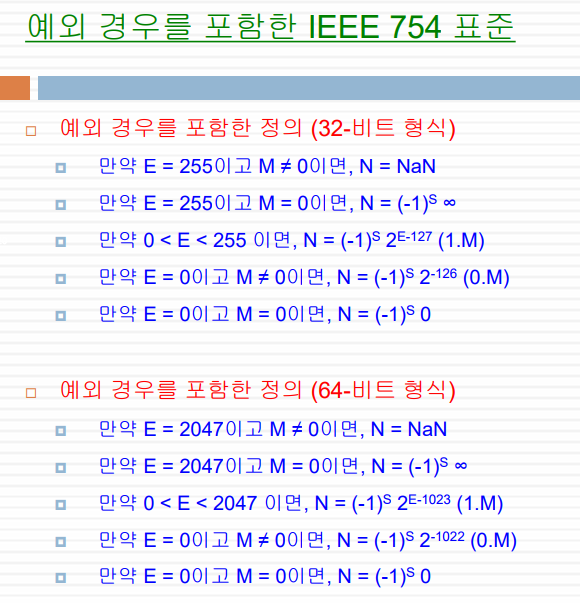 예외 경우를 포함한 IEEE 754 표준
예외 경우를 포함한 정의 (32-비트 형식)
만약 E = 255이고 M ≠ 0이면, N = NaN
만약 E = 255이고 M = 0이면, N = (-1)ˢ ∞
만약 0 < E < 255 이면, N = (-1)ˢ 2ᴱ⁻¹²⁷ (1.M)
만약 E = 0이고 M ≠ 0이면, N = (-1)ˢ 2⁻¹²⁶ (0.M)
만약 E = 0이고 M = 0이면, N = (-1)ˢ 0
예외 경우를 포함한 정의 (64-비트 형식)
만약 E = 2047이고 M ≠ 0이면, N = NaN
만약 E = 2047이고 M = 0이면, N = (-1)ˢ ∞
만약 0 < E < 2047 이면, N = (-1)ˢ 2ᴱ⁻¹⁰²³ (1.M)
만약 E = 0이고 M ≠ 0이면, N = (-1)ˢ 2⁻¹⁰²² (0.M)
만약 E = 0이고 M = 0이면, N = (-1)ˢ 0